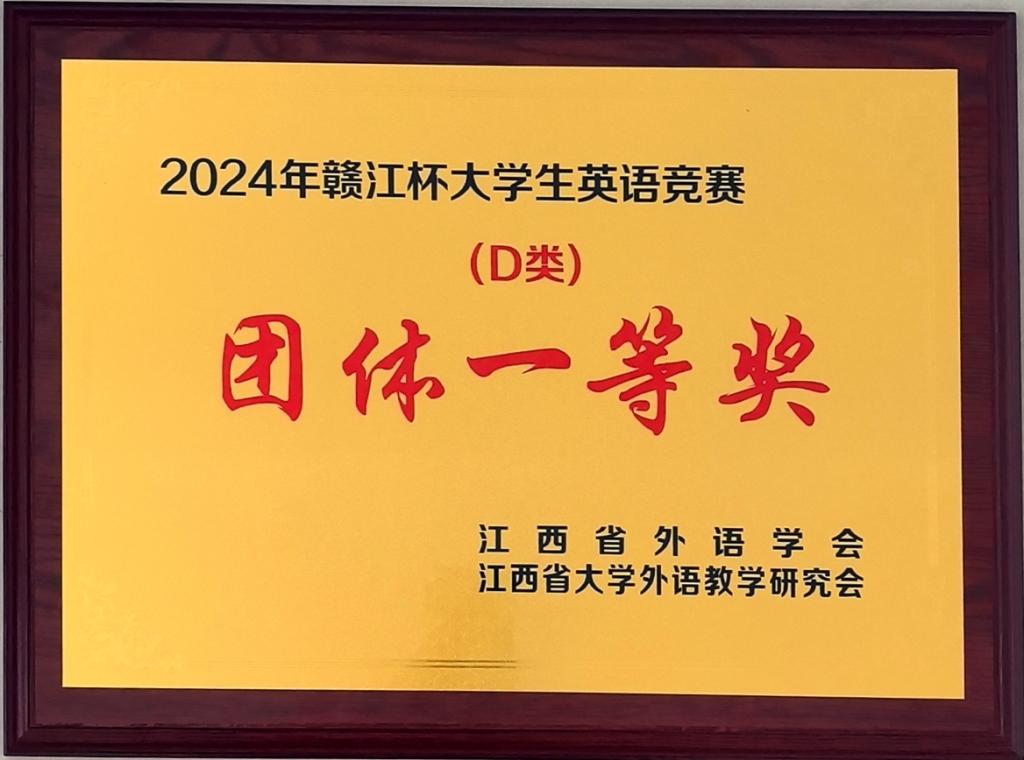 2024年赣江杯大学生英语竞赛
（D类）
团体一等奖
江西省外语学会
江西省大学外语教学研究会